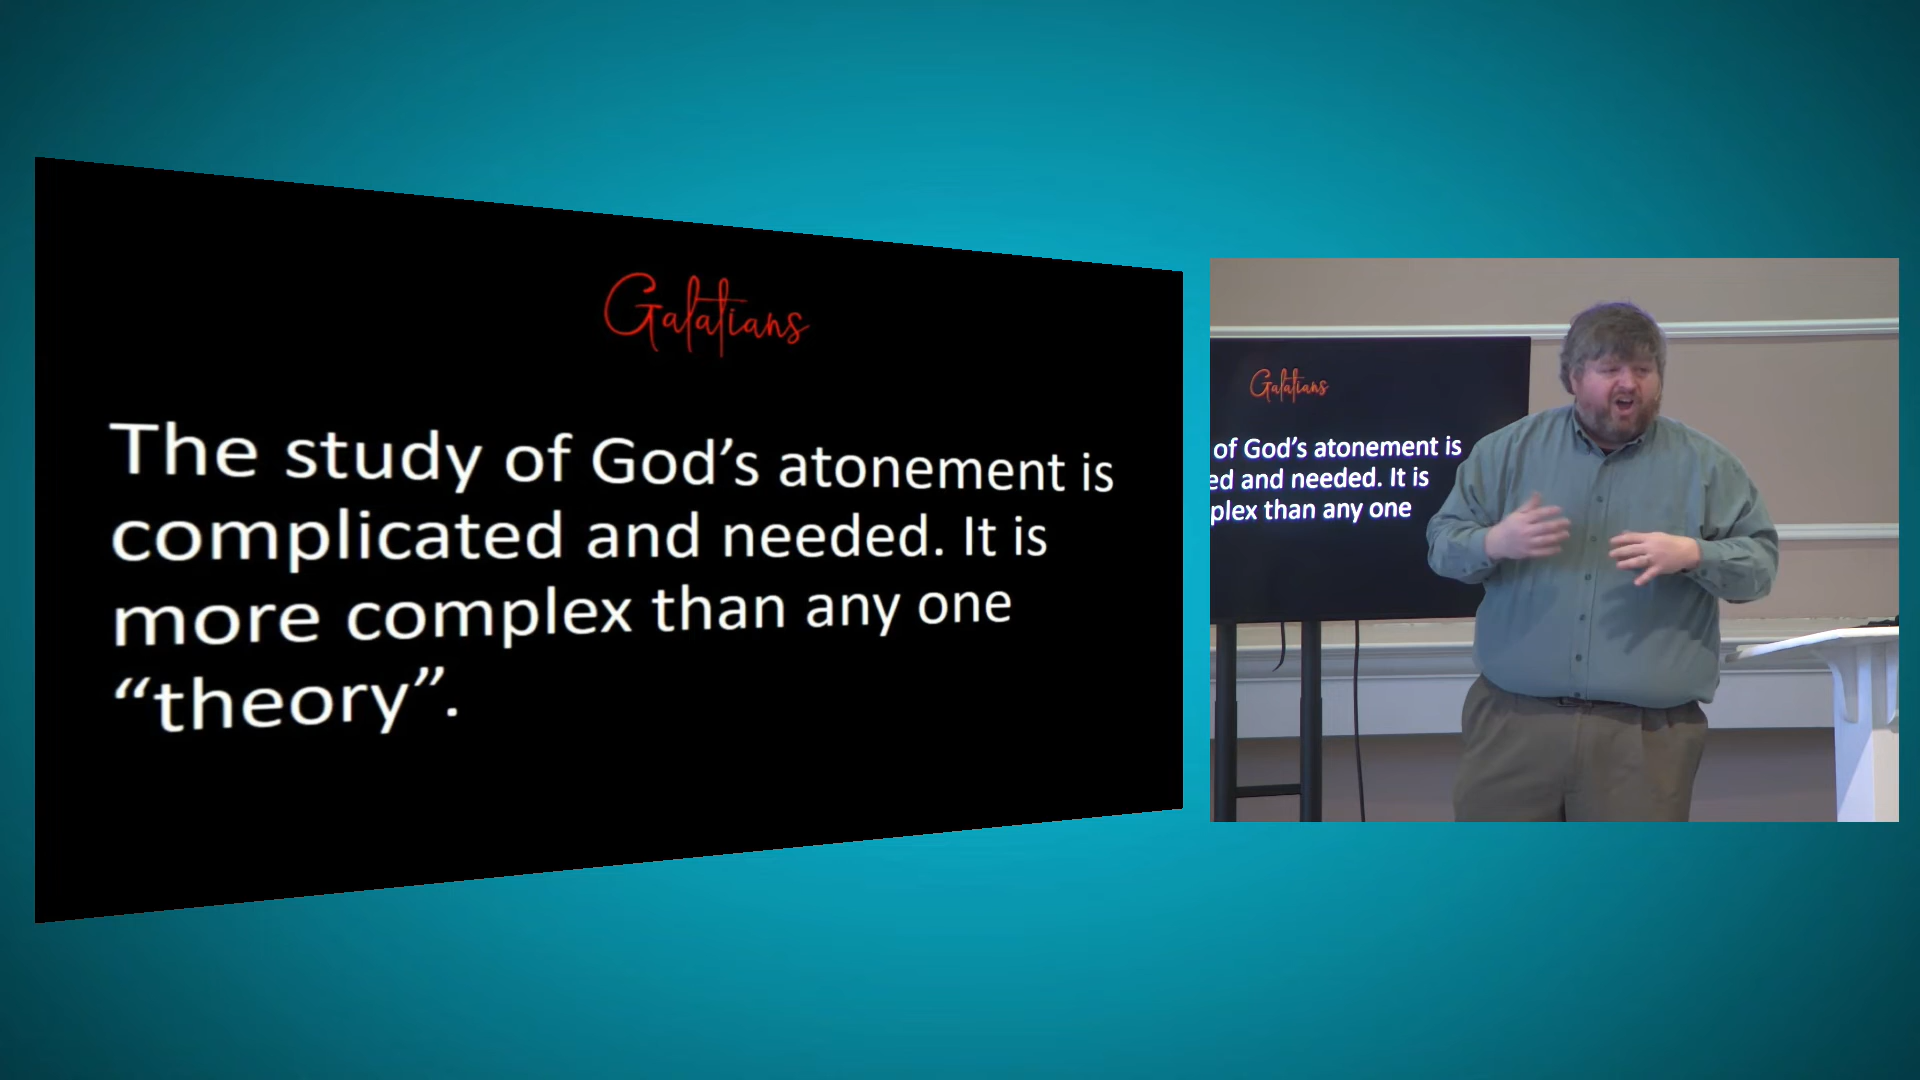 Galatians
The study of God’s atonement is
complicated and needed. It is
more complex than any one
“theory”.
Galatians
of God’s atonement is
ed and needed. It is
plex than any one